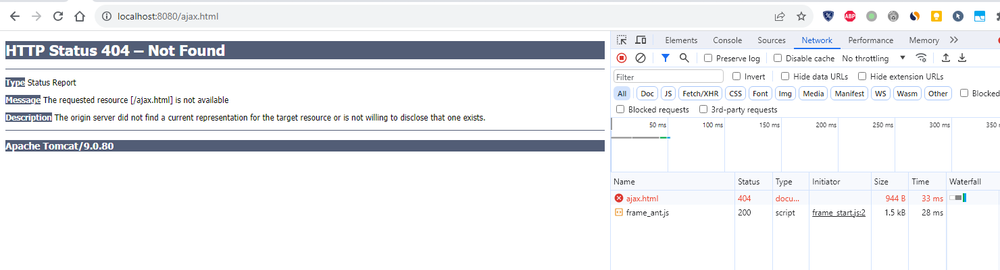 localhost:8080/ajax.html
ABP
HTTP Status 404 – Not Found
Type Status Report
Message The requested resource [/ajax.html] is not available
Description The origin server did not find a current representation for the target resource or is not willing to disclose that one exists.
Apache Tomcat/9.0.80
Elements Console Sources Network Performance Memory
Preserve log Disable cache No throttling
Filter Invert Hide data URLs Hide extension URLs
All Doc JS Fetch/XHR CSS Font Img Media Manifest WS Wasm Other Blocked
Blocked requests 3rd-party requests
50 ms 100 ms 150 ms 200 ms 250 ms 300 ms 350
Name Status Type Initiator Size Time Waterfall
ajax.html 404 docu... 944 B 33 ms
frame_ant.js 200 script frame_start.js:2 1.5 kB 28 ms